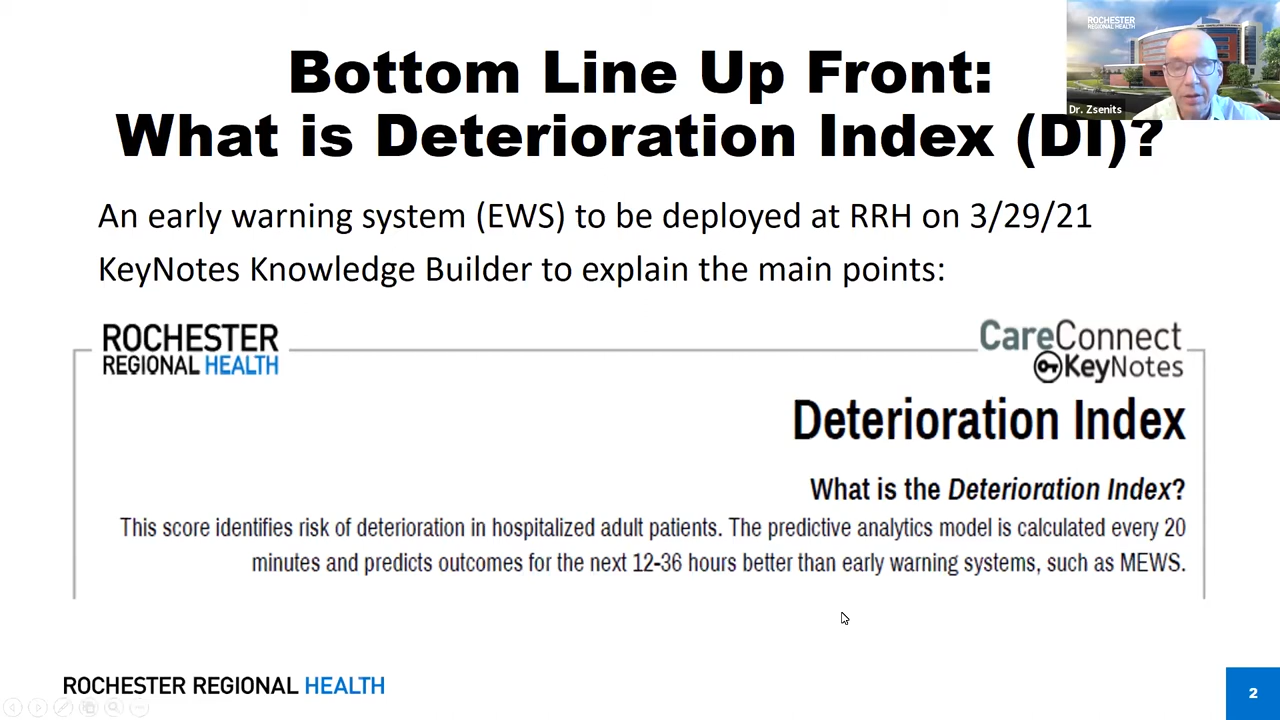 Bottom Line Up Front:
What is Deterioration Index (DI)?
ROCHESTER
REGIONAL HEALTH
Dr. Zsenits
An early warning system (EWS) to be deployed at RRH on 3/29/21
KeyNotes Knowledge Builder to explain the main points:
ROCHESTER
REGIONAL HEALTH
CareConnect
KeyNotes
Deterioration Index
What is the Deterioration Index?
This score identifies risk of deterioration in hospitalized adult patients. The predictive analytics model is calculated every 20
minutes and predicts outcomes for the next 12-36 hours better than early warning systems, such as MEWS.
ROCHESTER REGIONAL HEALTH
2